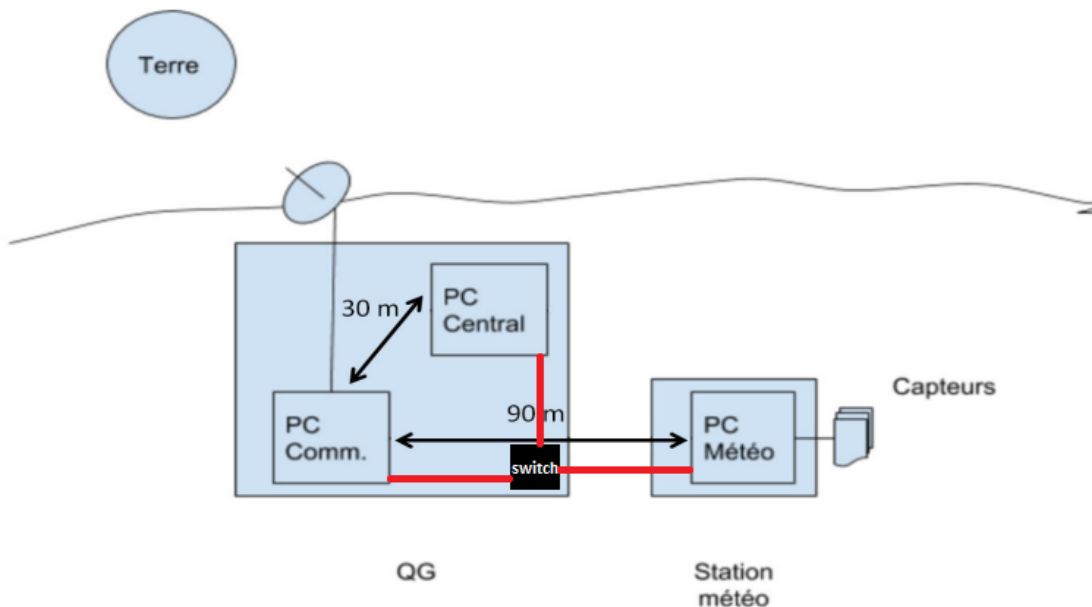 Terre
30 m
PC
Central
90 m
PC
Comm.
switch
PC
Météo
Capteurs
QG
Station
météo